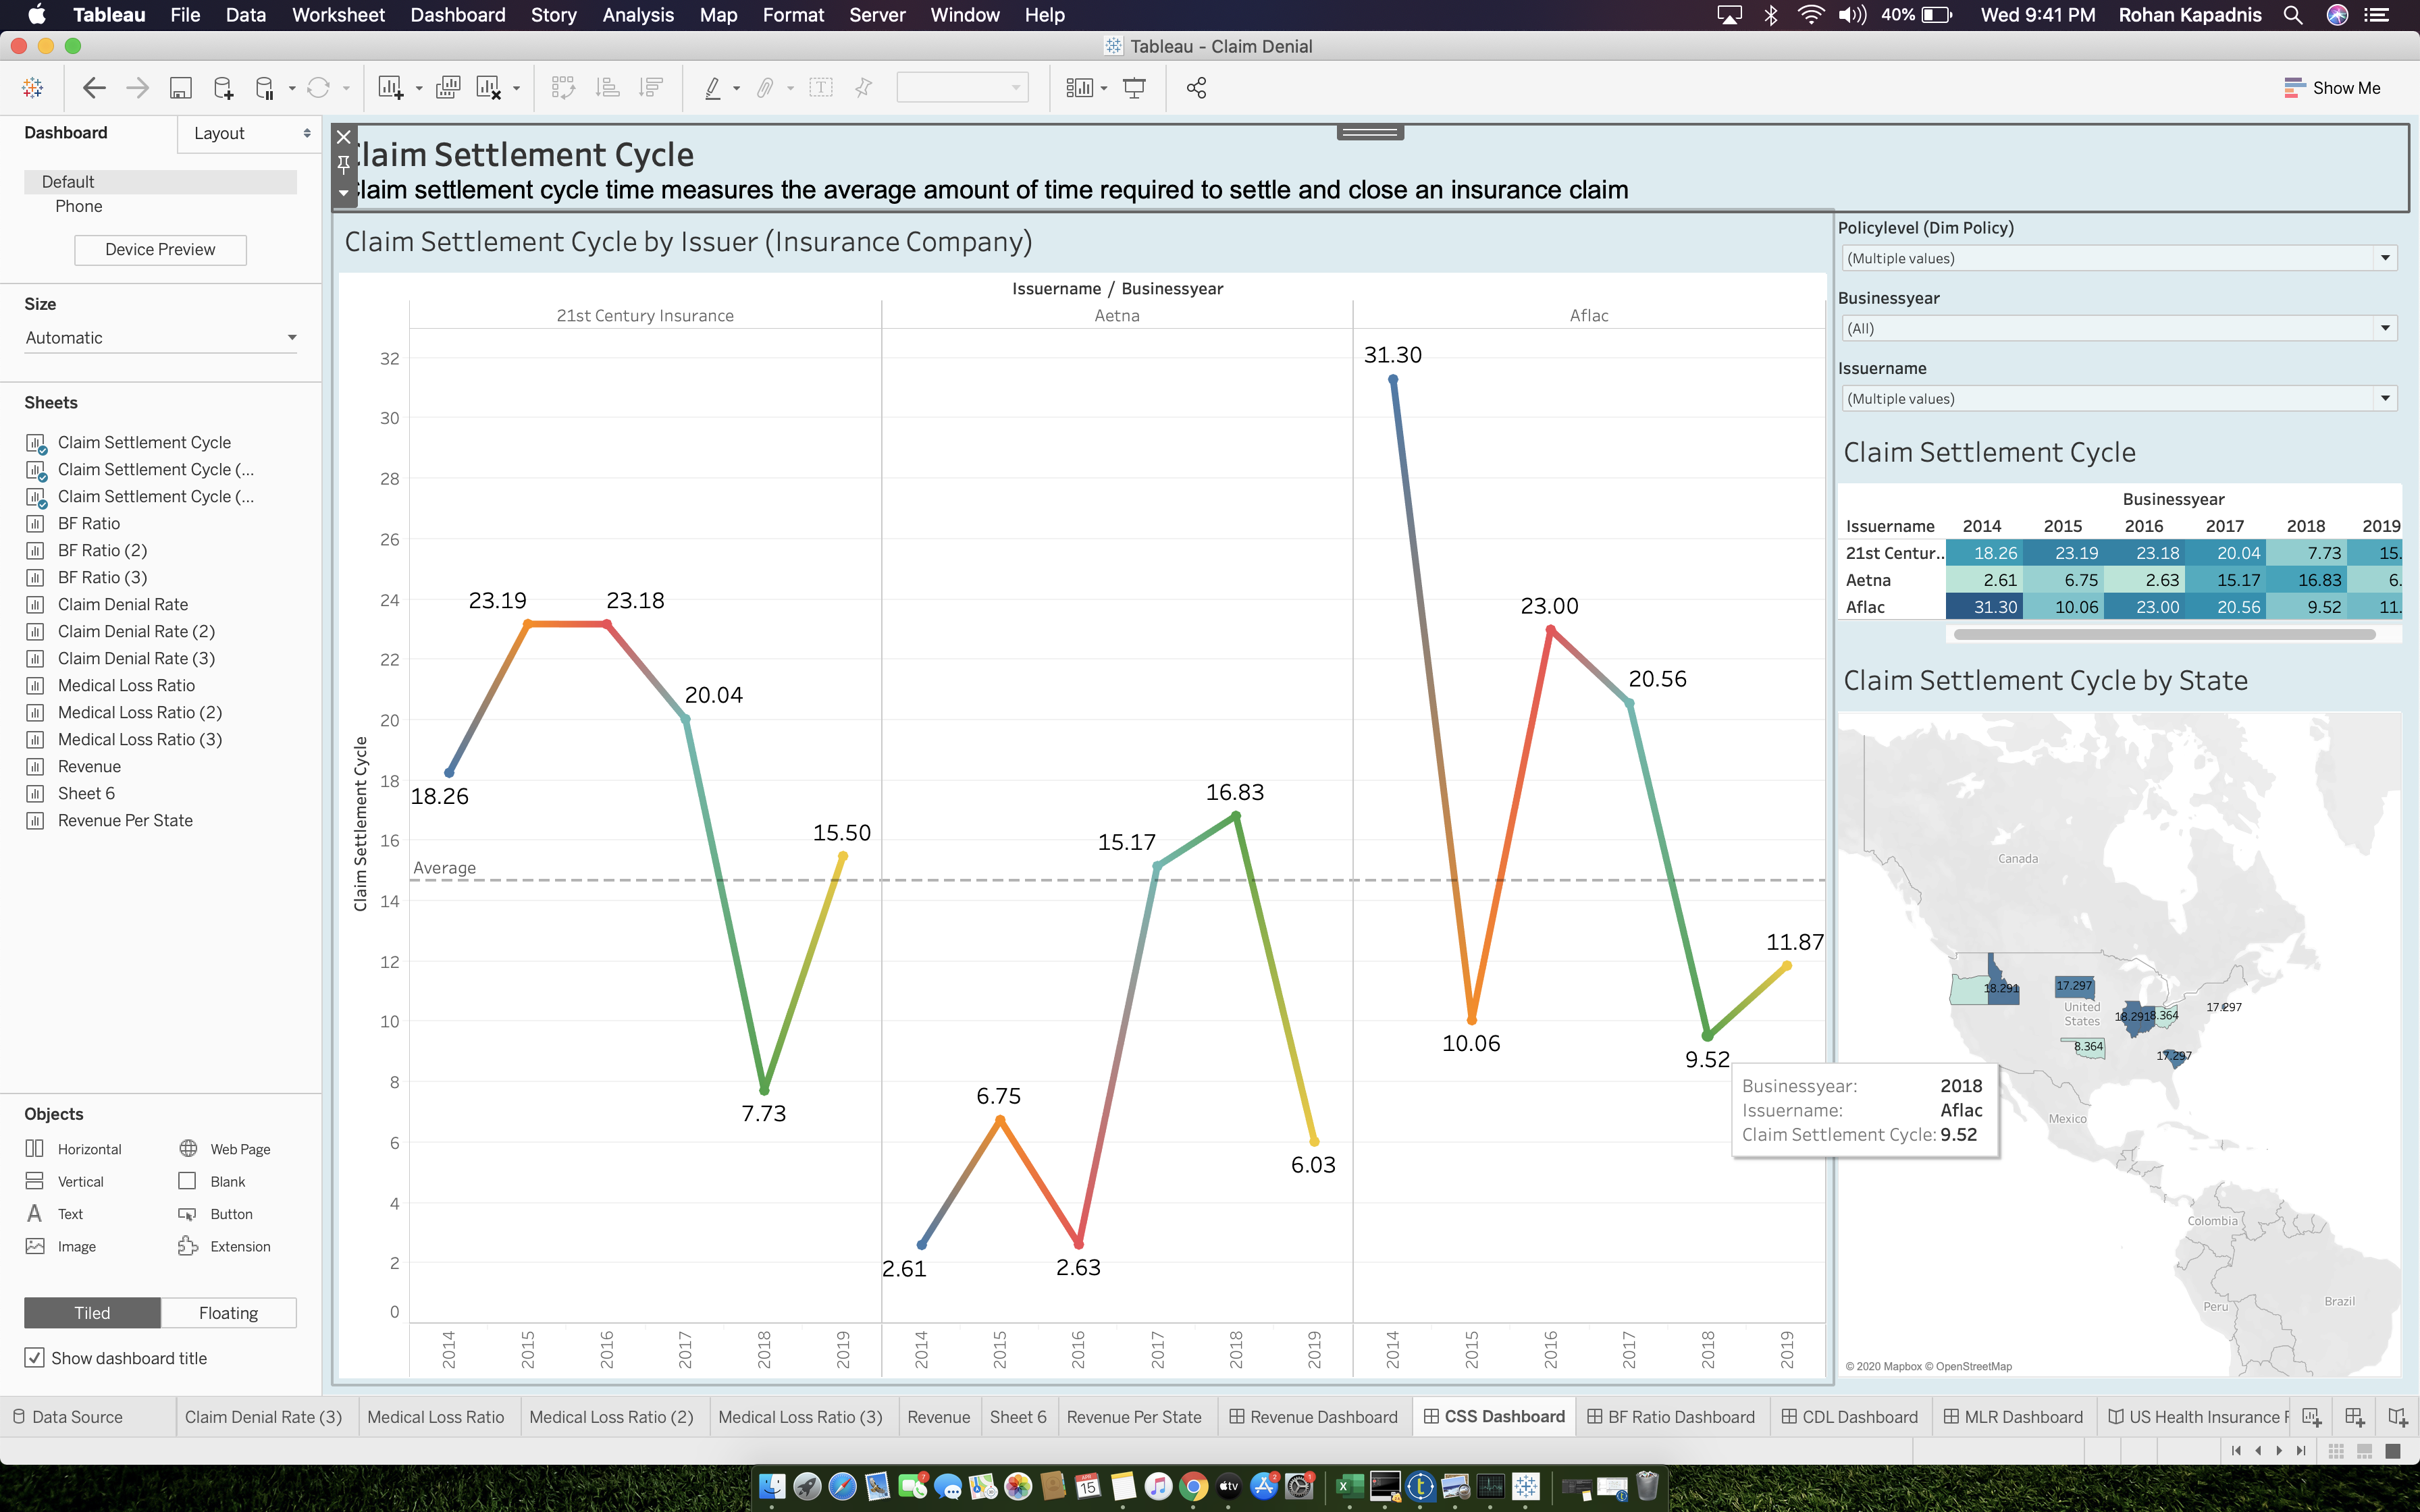 Tableau File Data Worksheet Dashboard Story Analysis Map Format Server Window Help 40% Wed 9:41 PM Rohan Kapadnis
Tableau - Claim Denial
Show Me
Dashboard Layout
Default
Phone
Device Preview
Size
Automatic
Sheets
Claim Settlement Cycle
Claim Settlement Cycle (...
Claim Settlement Cycle (...
BF Ratio
BF Ratio (2)
BF Ratio (3)
Claim Denial Rate
Claim Denial Rate (2)
Claim Denial Rate (3)
Medical Loss Ratio
Medical Loss Ratio (2)
Medical Loss Ratio (3)
Revenue
Sheet 6
Revenue Per State
Objects
Horizontal Web Page
Vertical Blank
Text Button
Image Extension
Tiled Floating
Show dashboard title
laim Settlement Cycle
laim settlement cycle time measures the average amount of time required to settle and close an insurance claim
Claim Settlement Cycle by Issuer (Insurance Company)
Issuername / Businessyear
21st Century Insurance Aetna Aflac
Claim Settlement Cycle
32
30
28
26
24
22
20
18
16
14
12
10
8
6
4
2
0
Average
18.26 23.19 23.18 20.04 7.73 15.50
2.61 6.75 2.63 15.17 16.83 6.03
31.30 10.06 23.00 20.56 9.52 11.87
2014 2015 2016 2017 2018 2019 2014 2015 2016 2017 2018 2019 2014 2015 2016 2017 2018 2019
Businessyear: 2018
Issuername: Aflac
Claim Settlement Cycle: 9.52
Policylevel (Dim Policy)
(Multiple values)
Businessyear
(All)
Issuername
(Multiple values)
Claim Settlement Cycle
Businessyear
Issuername 2014 2015 2016 2017 2018 2019
21st Centur.. 18.26 23.19 23.18 20.04 7.73 15.
Aetna 2.61 6.75 2.63 15.17 16.83 6.
Aflac 31.30 10.06 23.00 20.56 9.52 11.
Claim Settlement Cycle by State
Canada
18.291
17.297
United
States
18.291
8.364
17.297
8.364
17.297
Mexico
Colombia
Peru
Brazil
© 2020 Mapbox © OpenStreetMap
Data Source Claim Denial Rate (3) Medical Loss Ratio Medical Loss Ratio (2) Medical Loss Ratio (3) Revenue Sheet 6 Revenue Per State Revenue Dashboard CSS Dashboard BF Ratio Dashboard CDL Dashboard MLR Dashboard US Health Insurance